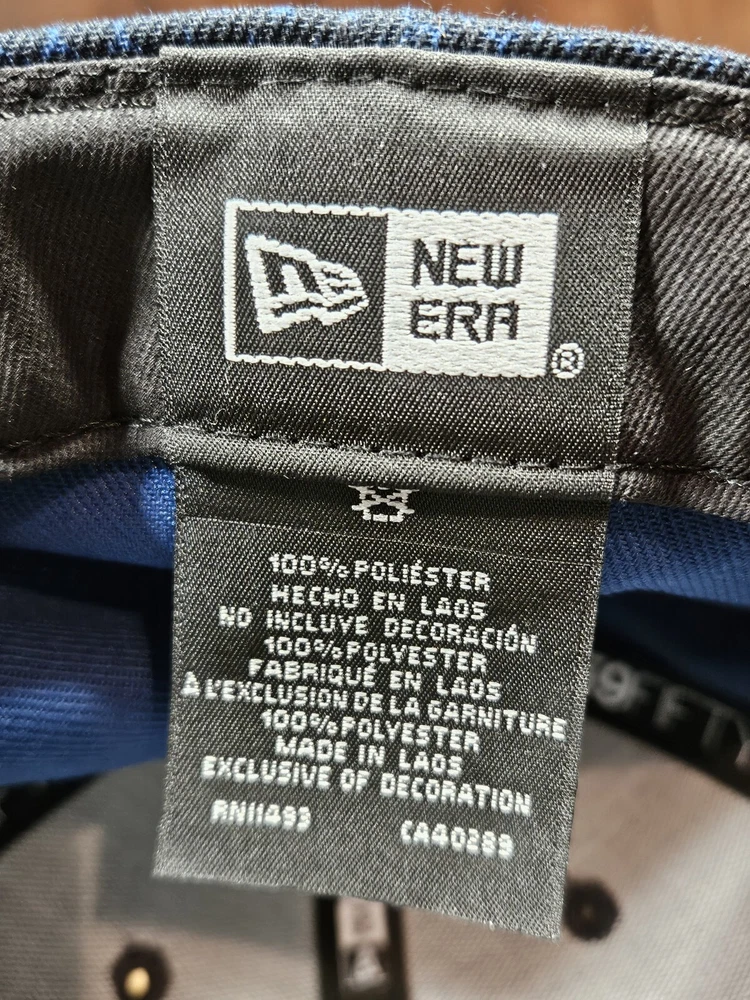 NEW
ERA
®
100% POLIÉSTER
HECHO EN LAOS
NO INCLUYE DECORACIÓN
100% POLYESTER
FABRIQUÉ EN LAOS
À L'EXCLUSION DE LA GARNITURE
100% POLYESTER
MADE IN LAOS
EXCLUSIVE OF DECORATION
RN11493 CA40289
9FIFTY